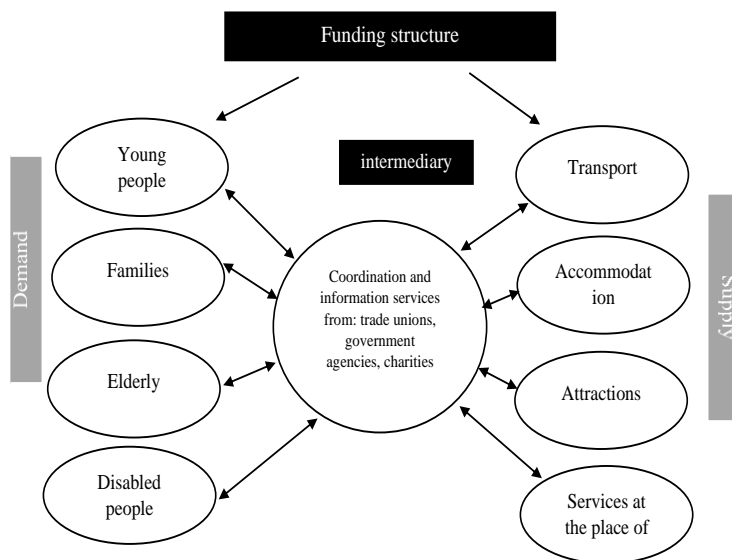 Funding structure
Young
people
intermediary
Transport
Demand
Families
Coordination and
information services
from: trade unions,
government
agencies, charities
Accommodat
ion
Supply
Elderly
Attractions
Disabled
people
Services at
the place of